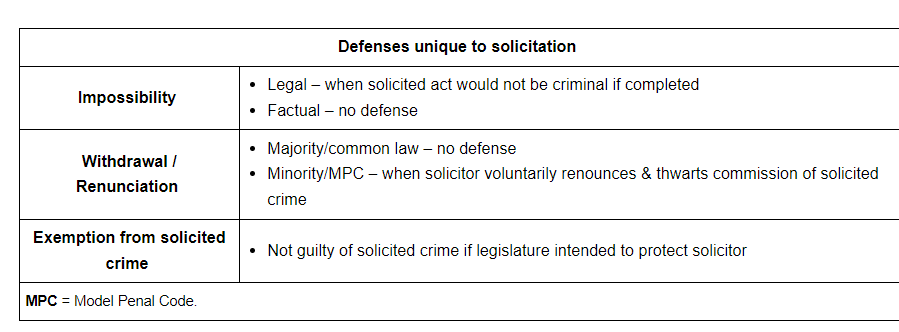 Defenses unique to solicitation
Impossibility
• Legal – when solicited act would not be criminal if completed
• Factual – no defense
Withdrawal /
Renunciation
• Majority/common law – no defense
• Minority/MPC – when solicitor voluntarily renounces & thwarts commission of solicited
crime
Exemption from solicited
crime
• Not guilty of solicited crime if legislature intended to protect solicitor
MPC = Model Penal Code.